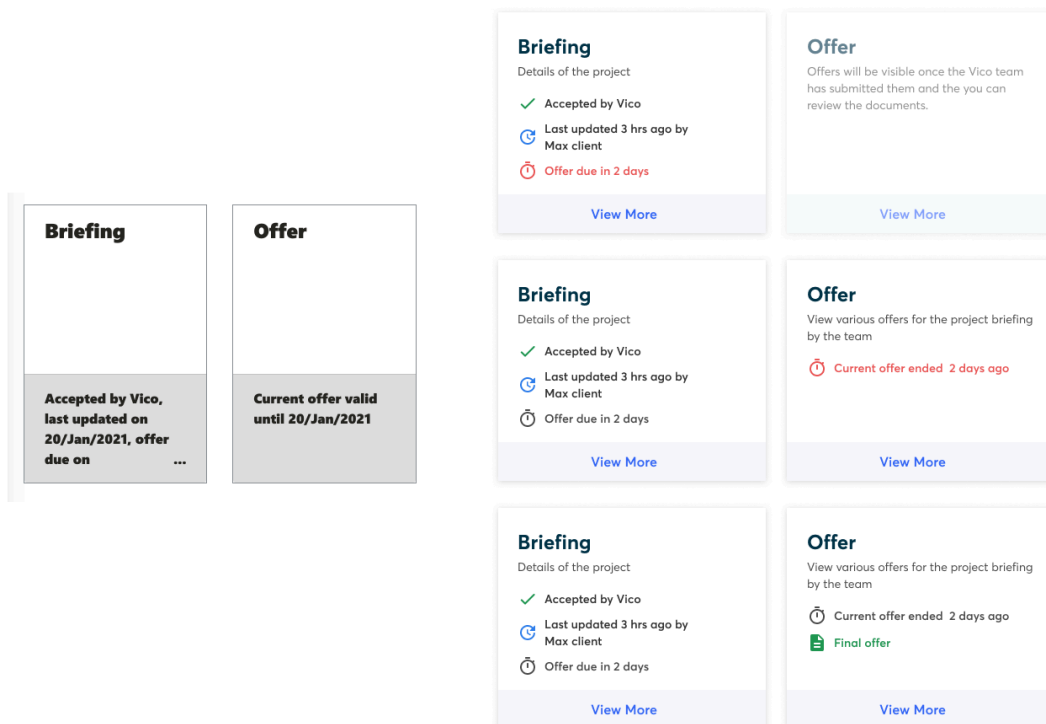 Briefing
Accepted by Vico,
last updated on
20/Jan/2021, offer
due on ...
Offer
Current offer valid
until 20/Jan/2021
Briefing
Details of the project
Accepted by Vico
Last updated 3 hrs ago by
Max client
Offer due in 2 days
View More
Offer
Offers will be visible once the Vico team
has submitted them and the you can
review the documents.
View More
Briefing
Details of the project
Accepted by Vico
Last updated 3 hrs ago by
Max client
Offer due in 2 days
View More
Offer
View various offers for the project briefing
by the team
Current offer ended 2 days ago
View More
Briefing
Details of the project
Accepted by Vico
Last updated 3 hrs ago by
Max client
Offer due in 2 days
View More
Offer
View various offers for the project briefing
by the team
Current offer ended 2 days ago
Final offer
View More